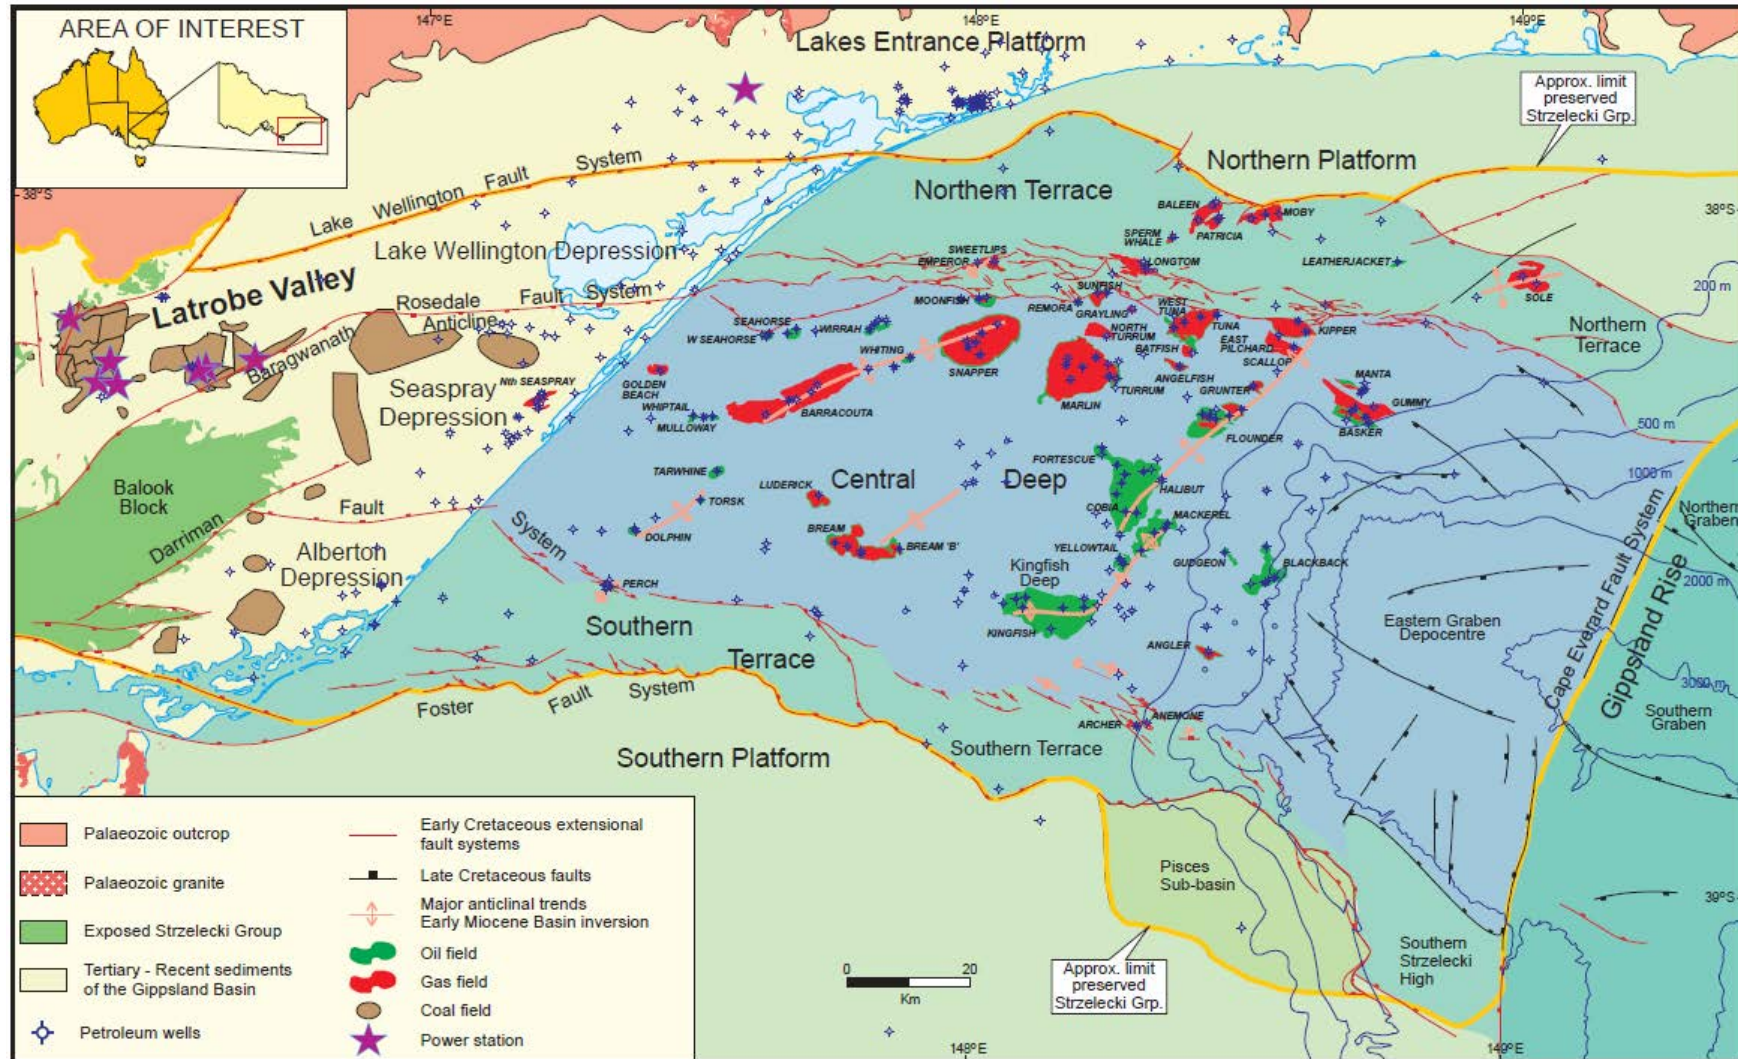 AREA OF INTEREST
147°E
148°E
149°E
Lakes Entrance Platform
Approx. limit
preserved
Strzelecki Grp.
38°S
38°S
Lake Wellington Fault System
Northern Platform
Northern Terrace
BALEEN
MOBY
PATRICIA
SPERM
WHALE
LEATHERJACKET
Lake Wellington Depression
SWEETLIPS
EMPEROR
LONGTOM
SOLE
200 m
Latrobe Valley
Rosedale Fault System
Anticline
Baragwanath
MOONFISH
SUNFISH
REMORA
GRAYLING
WEST
TUNA
TUNA
NORTH
TURRUM
EAST
PILCHARD
KIPPER
SCALLOP
BATFISH
Northern
Terrace
SEAHORSE
W SEAHORSE
WIRRAH
WHITING
SNAPPER
ANGELFISH
GRUNTER
MANTA
GUMMY
BASKER
Seaspray
Depression
Nth SEASPRAY
GOLDEN
BEACH
WHIPTAIL
MULLOWAY
BARRACOUTA
MARLIN
TURRUM
FLOUNDER
500 m
1000 m
Balook
Block
TARWHINE
TORSK
LUDERICK
Central Deep
FORTESCUE
HALIBUT
COBIA
MACKEREL
Northern
Graben
Darriman Fault System
DOLPHIN
BREAM
BREAM 'B'
YELLOWTAIL
GUDGEON
BLACKBACK
Alberton
Depression
PERCH
Kingfish
Deep
KINGFISH
2000 m
Cape Everard Fault System
Gippsland Rise
Eastern Graben
Depocentre
Southern
Terrace
ANGLER
3000 m
Southern
Graben
Foster Fault System
ARCHER
ANEMONE
Southern Terrace
Southern Platform
Pisces
Sub-basin
39°S
Southern
Strzelecki
High
Approx. limit
preserved
Strzelecki Grp.
0 20
Km
148°E
149°E
Palaeozoic outcrop
Palaeozoic granite
Exposed Strzelecki Group
Tertiary - Recent sediments
of the Gippsland Basin
Petroleum wells
Early Cretaceous extensional
fault systems
Late Cretaceous faults
Major anticlinal trends
Early Miocene Basin inversion
Oil field
Gas field
Coal field
Power station